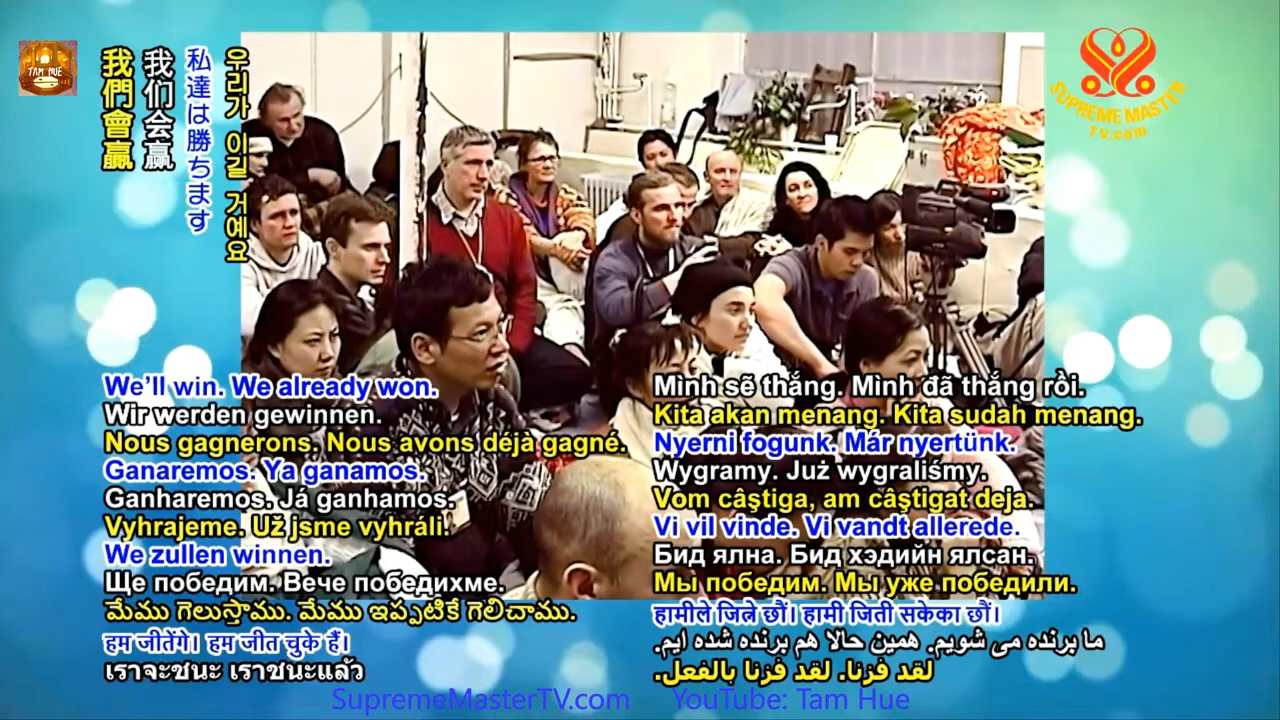 TAM HUE
我們會贏
我们会赢
私達は勝ちます
우리가 이길 거예요
SUPREME MASTER
TV.com
We'll win. We already won.
Wir werden gewinnen.
Nous gagnerons. Nous avons déjà gagné.
Ganaremos. Ya ganamos.
Ganharemos. Já ganhamos.
Vyhrajeme. Už jsme vyhráli.
We zullen winnen.
Ще победим. Вече победихме.
మేము గెలుస్తాము. మేము ఇప్పటికే గెలిచాము.
हम जीतेंगे। हम जीत चुके हैं।
เราจะชนะ เราชนะแล้ว
Mình sẽ thắng. Mình đã thắng rồi.
Kita akan menang. Kita sudah menang.
Nyerni fogunk. Már nyertünk.
Wygramy. Już wygraliśmy.
Vom câştiga, am câştigat deja.
Vi vil vinde. Vi vandt allerede.
Бид ялна. Бид хэдийн ялсан.
Мы победим. Мы уже победили.
हामीले जित्ने छौं। हामी जिती सकेका छौं।
ما برنده می شویم. همین حالا هم برنده شده ایم.
لقد فزنا. لقد فزنا بالفعل.
SupremeMasterTV.com YouTube: Tam Hue